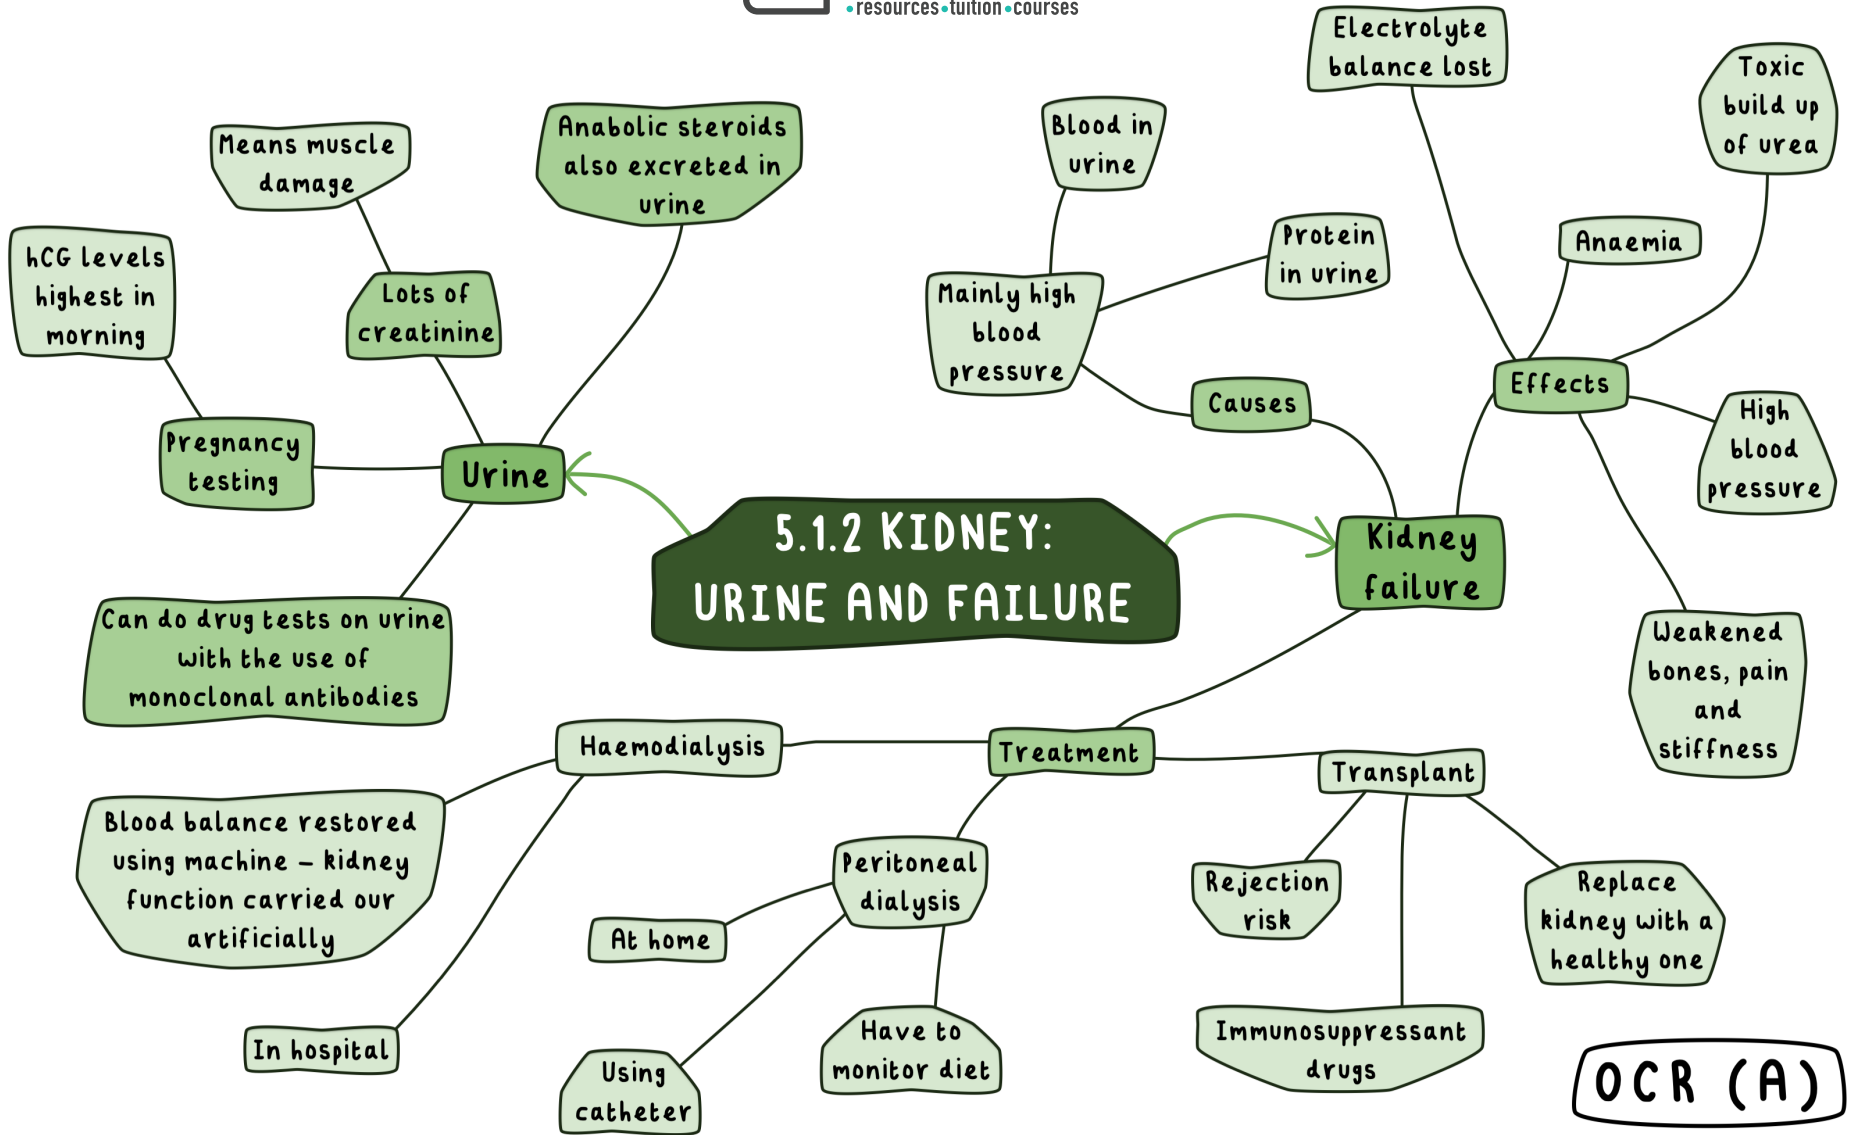 •resources•tuition•courses
Electrolyte
balance lost
Toxic
build up
of urea
Blood in
urine
Means muscle
damage
Anabolic steroids
also excreted in
urine
hCG levels
highest in
morning
Lots of
creatinine
Protein
in urine
Anaemia
Mainly high
blood
pressure
Causes
Effects
High
blood
pressure
Pregnancy
testing
Urine
5.1.2 KIDNEY:
URINE AND FAILURE
Kidney
failure
Can do drug tests on urine
with the use of
monoclonal antibodies
Weakened
bones, pain
and
stiffness
Haemodialysis
Treatment
Transplant
Blood balance restored
using machine – kidney
function carried our
artificially
Peritoneal
dialysis
Rejection
risk
Replace
kidney with a
healthy one
At home
In hospital
Using
catheter
Have to
monitor diet
Immunosuppressant
drugs
OCR (A)